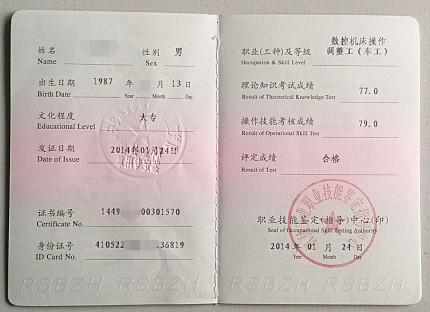 姓名
Name
性别 男
Sex
出生日期 1987 年 月 13 日
Birth Date Year Month Day
文化程度 大专
Educational Level
发证日期 2014年01月24日
Date of Issue
证书编号 1449 00301570
Certificate No.
身份证号 410522 36819
ID Card No.
RSBZH RSBZH
职业(工种)及等级 数控机床操作
调整工(车工)
Occupation & Skill Level
理论知识考试成绩 77.0
Result of Theoretical Knowledge Test
操作技能考核成绩 79.0
Result of Operational Skill Test
评定成绩 合格
Result of Test
职业技能鉴定(指导)中心(印)
Seal of Occupational Skill Testing Authority
2014 年 01 月 24 日
Year Month Day
RSBZH RSBZH